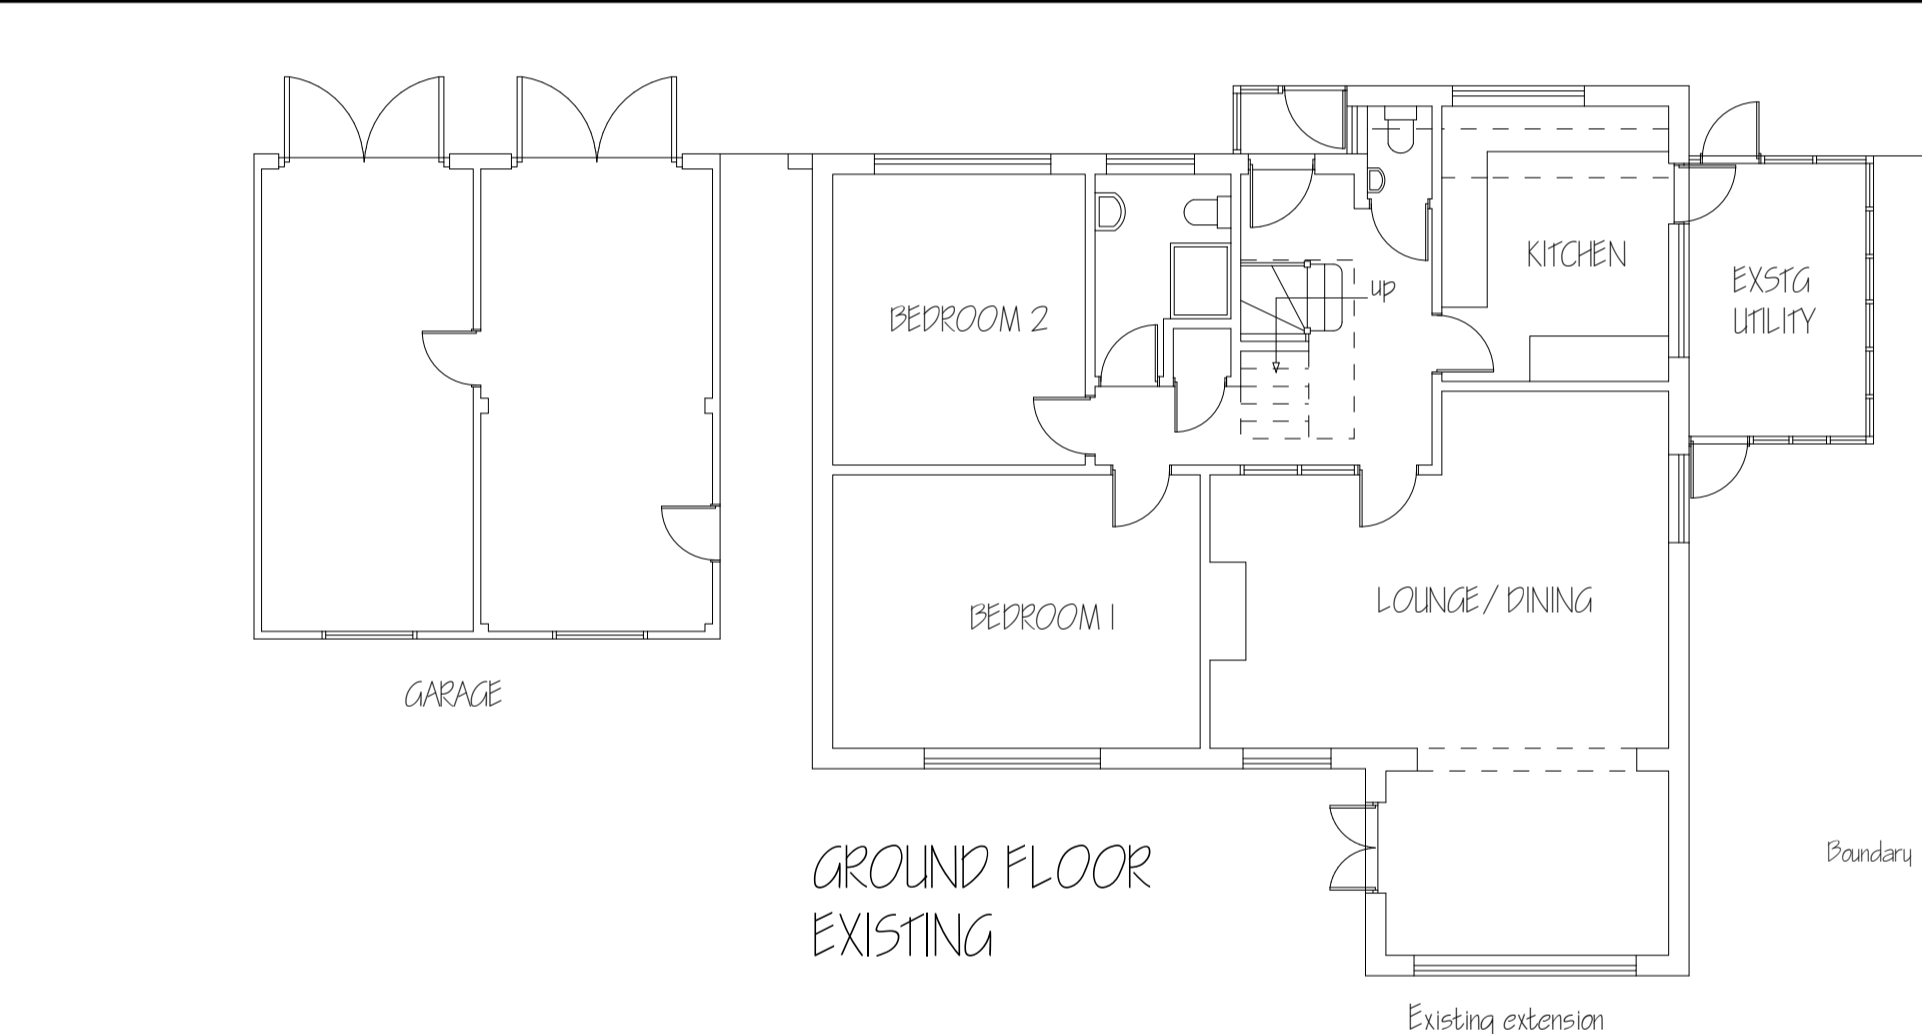 KITCHEN
EXSTG
UTILITY
up
BEDROOM 2
BEDROOM 1
LOUNGE / DINING
GARAGE
GROUND FLOOR
EXISTING
Boundary
Existing extension